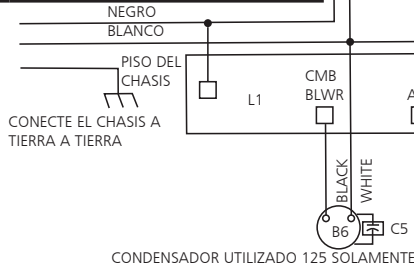 NEGRO
BLANCO
PISO DEL
CHASIS
CONECTE EL CHASIS A
TIERRA A TIERRA
L1
CMB
BLWR
A
BLACK
WHITE
B6
C5
CONDENSADOR UTILIZADO 125 SOLAMENTE